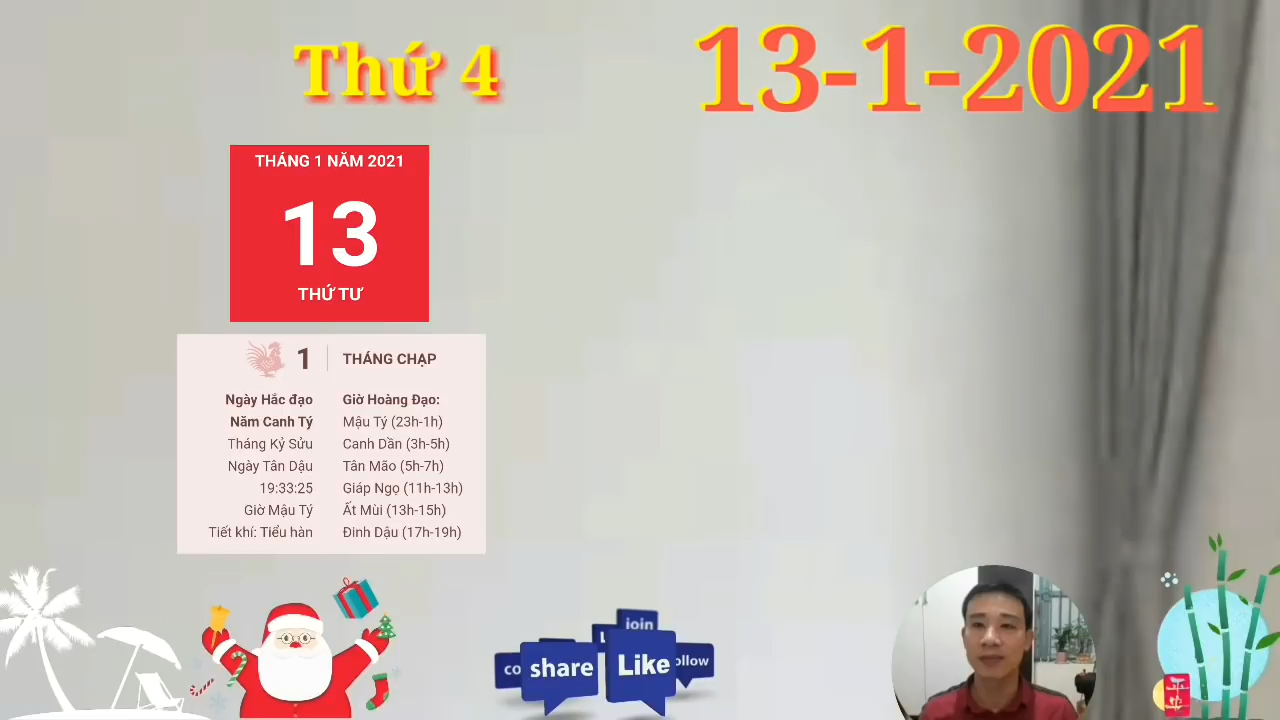 Thứ 4
13-1-2021
THÁNG 1 NĂM 2021
13
THỨ TƯ
1
THÁNG CHẠP
Ngày Hắc đạo
Năm Canh Tý
Tháng Kỷ Sửu
Ngày Tân Dậu
19:33:25
Giờ Mậu Tý
Tiết khí: Tiểu hàn
Giờ Hoàng Đạo:
Mậu Tý (23h-1h)
Canh Dần (3h-5h)
Tân Mão (5h-7h)
Giáp Ngọ (11h-13h)
Ất Mùi (13h-15h)
Đinh Dậu (17h-19h)
join
share
Like
ollow
co
平安